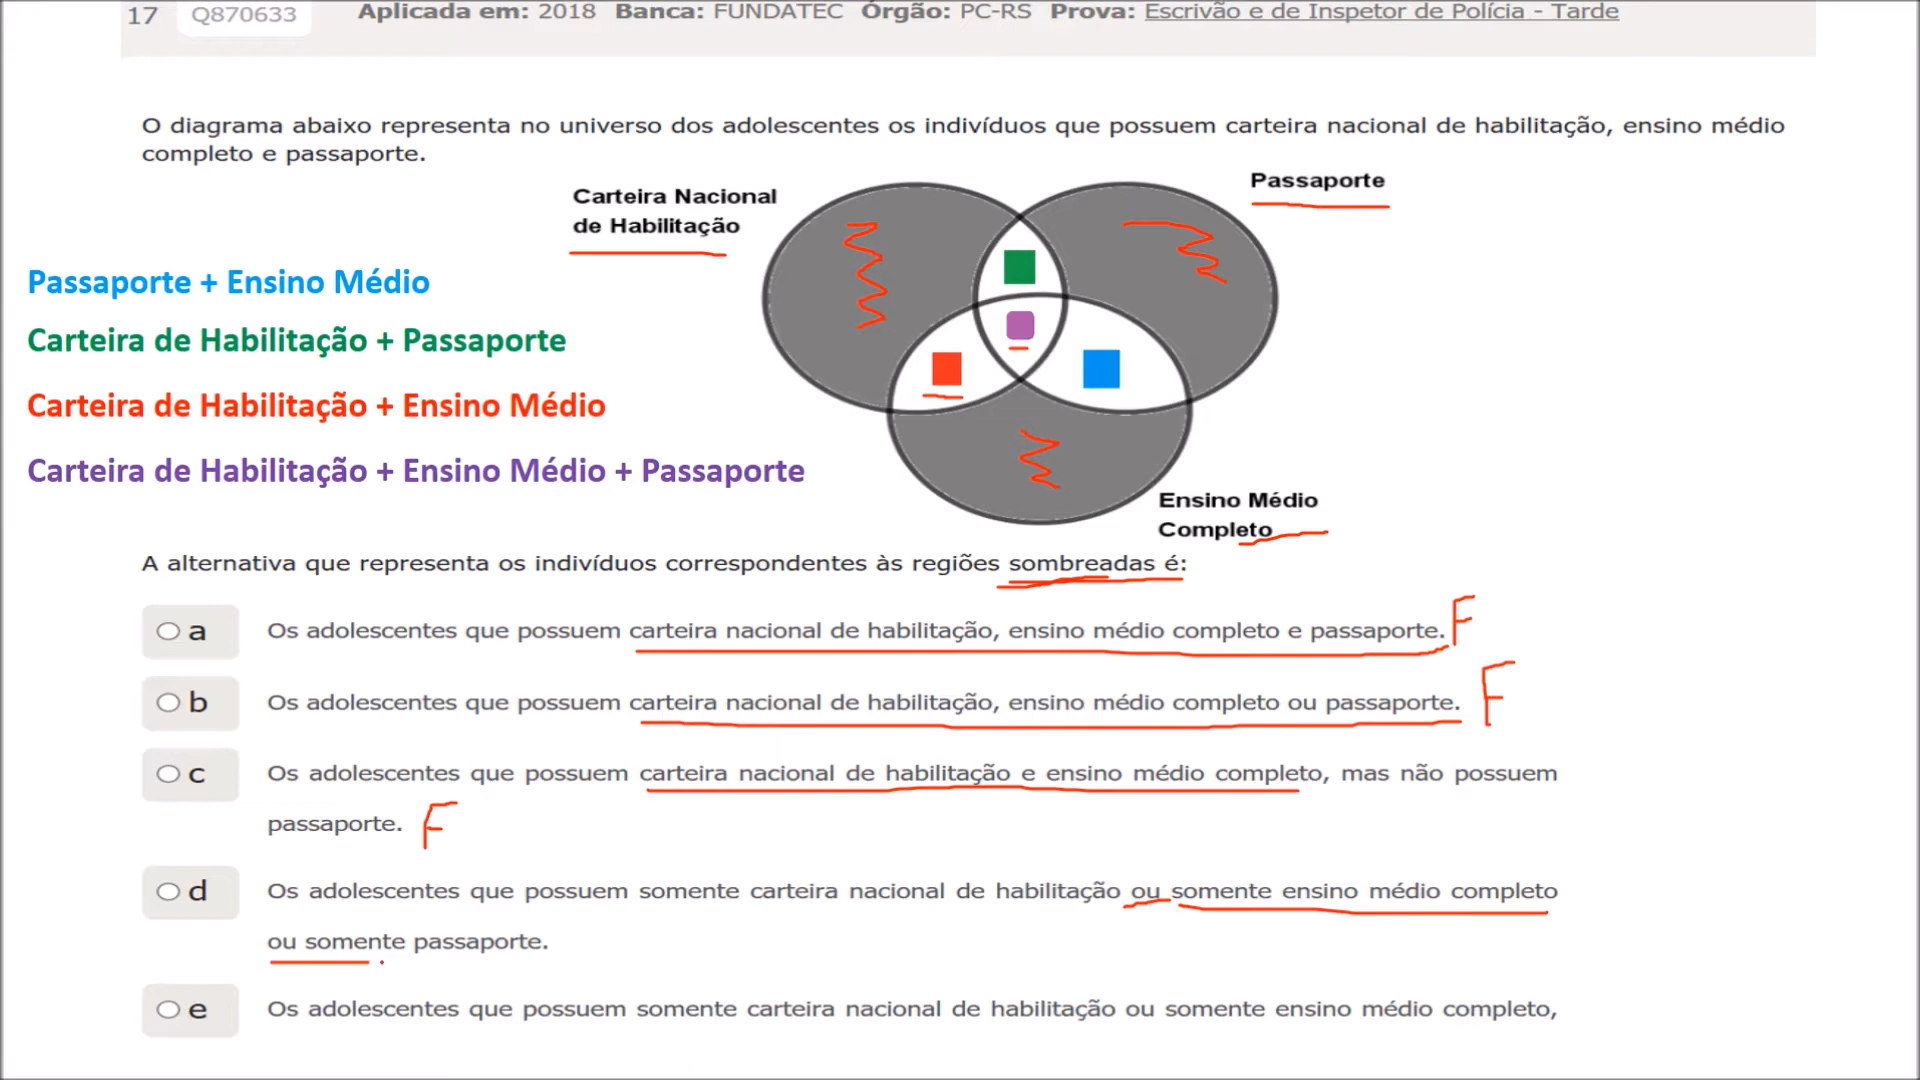 17 Q870633 Aplicada em: 2018 Banca: FUNDATEC Órgão: PC-RS Prova: Escrivão e de Inspetor de Polícia - Tarde
O diagrama abaixo representa no universo dos adolescentes os indivíduos que possuem carteira nacional de habilitação, ensino médio
completo e passaporte.
Carteira Nacional
de Habilitação
Passaporte
Passaporte + Ensino Médio
Carteira de Habilitação + Passaporte
Carteira de Habilitação + Ensino Médio
Carteira de Habilitação + Ensino Médio + Passaporte
Ensino Médio
Completo
A alternativa que representa os indivíduos correspondentes às regiões sombreadas é:
a Os adolescentes que possuem carteira nacional de habilitação, ensino médio completo e passaporte. F
b Os adolescentes que possuem carteira nacional de habilitação, ensino médio completo ou passaporte. F
c Os adolescentes que possuem carteira nacional de habilitação e ensino médio completo, mas não possuem
passaporte. F
d Os adolescentes que possuem somente carteira nacional de habilitação ou somente ensino médio completo
ou somente passaporte.
e Os adolescentes que possuem somente carteira nacional de habilitação ou somente ensino médio completo,